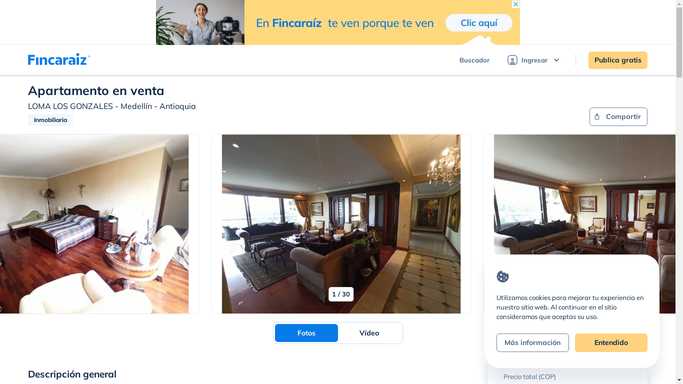 En Fincaraíz te ven porque te ven
Clic aquí
Fincaraiz
Buscador
Ingresar
Publica gratis
Apartamento en venta
LOMA LOS GONZALES - Medellín - Antioquia
Inmobiliaria
Compartir
1 / 30
Fotos
Vídeo
Utilizamos cookies para mejorar tu experiencia en
nuestro sitio web. Al continuar en el sitio
consideramos que aceptas su uso.
Más información
Entendido
Descripción general
Precio total (COP)